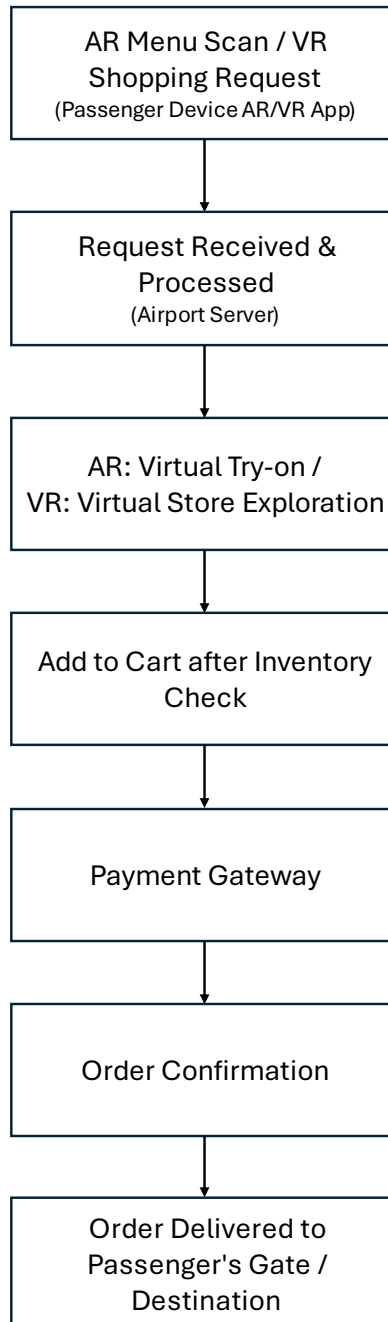 AR Menu Scan / VR
Shopping Request
(Passenger Device AR/VR App)
Request Received &
Processed
(Airport Server)
AR: Virtual Try-on /
VR: Virtual Store Exploration
Add to Cart after Inventory
Check
Payment Gateway
Order Confirmation
Order Delivered to
Passenger's Gate /
Destination